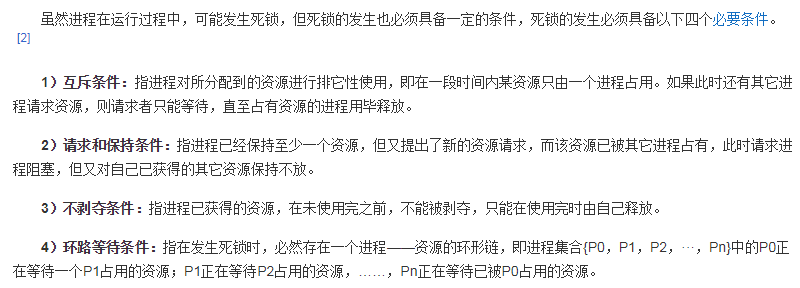 虽然进程在运行过程中，可能发生死锁，但死锁的发生也必须具备一定的条件，死锁的发生必须具备以下四个必要条件。
[2]
1）互斥条件：指进程对所分配到的资源进行排它性使用，即在一段时间内某资源只由一个进程占用。如果此时还有其它进
程请求资源，则请求者只能等待，直至占有资源的进程用毕释放。
2）请求和保持条件：指进程已经保持至少一个资源，但又提出了新的资源请求，而该资源已被其它进程占有，此时请求进
程阻塞，但又对自己已获得的其它资源保持不放。
3）不剥夺条件：指进程已获得的资源，在未使用完之前，不能被剥夺，只能在使用完时由自己释放。
4）环路等待条件：指在发生死锁时，必然存在一个进程——资源的环形链，即进程集合{P0，P1，P2，···，Pn}中的P0正
在等待一个P1占用的资源；P1正在等待P2占用的资源，……，Pn正在等待已被P0占用的资源。